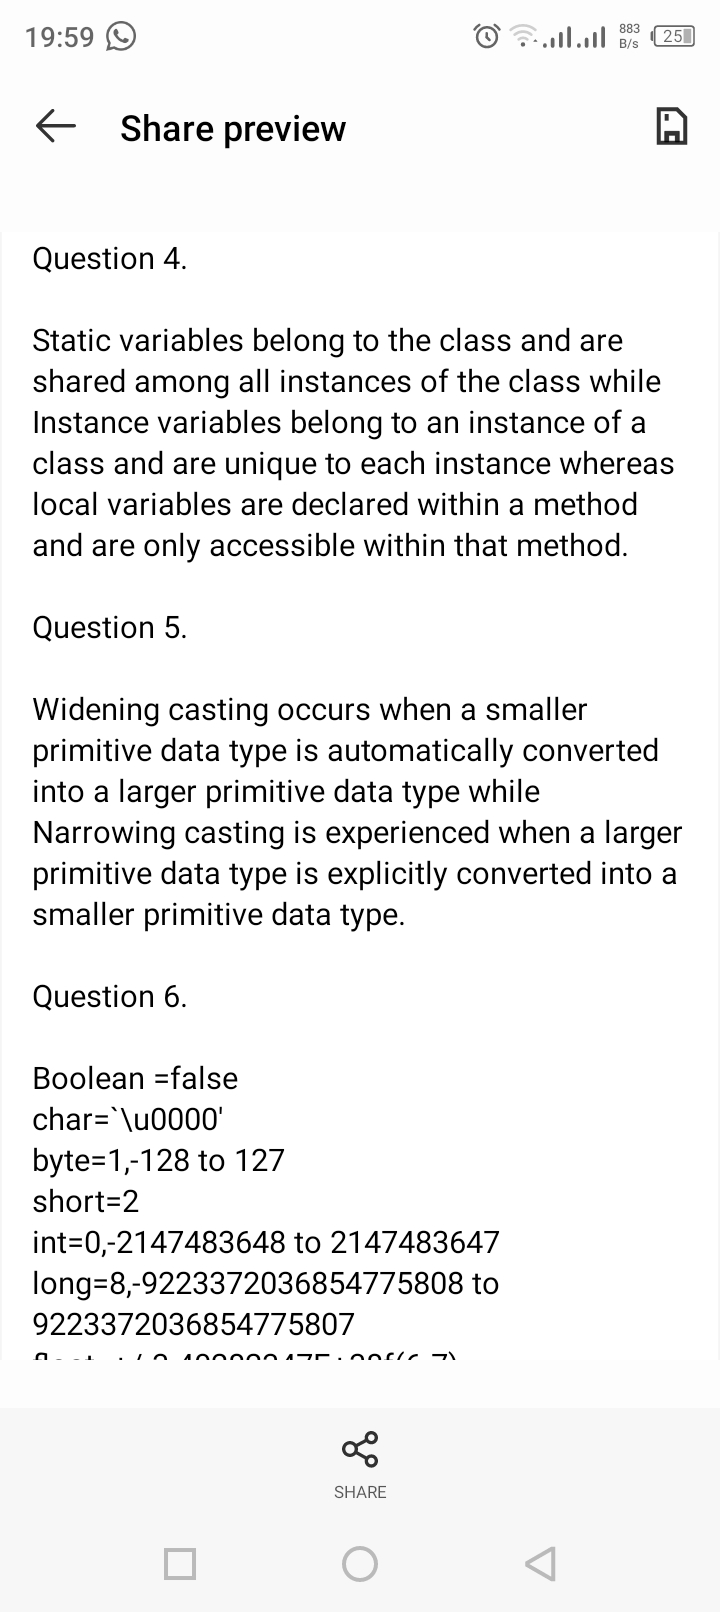 19:59
883
B/s
25
Share preview
Question 4.
Static variables belong to the class and are
shared among all instances of the class while
Instance variables belong to an instance of a
class and are unique to each instance whereas
local variables are declared within a method
and are only accessible within that method.
Question 5.
Widening casting occurs when a smaller
primitive data type is automatically converted
into a larger primitive data type while
Narrowing casting is experienced when a larger
primitive data type is explicitly converted into a
smaller primitive data type.
Question 6.
Boolean =false
char=`\u0000'
byte=1,-128 to 127
short=2
int=0,-2147483648 to 2147483647
long=8,-9223372036854775808 to
9223372036854775807
SHARE